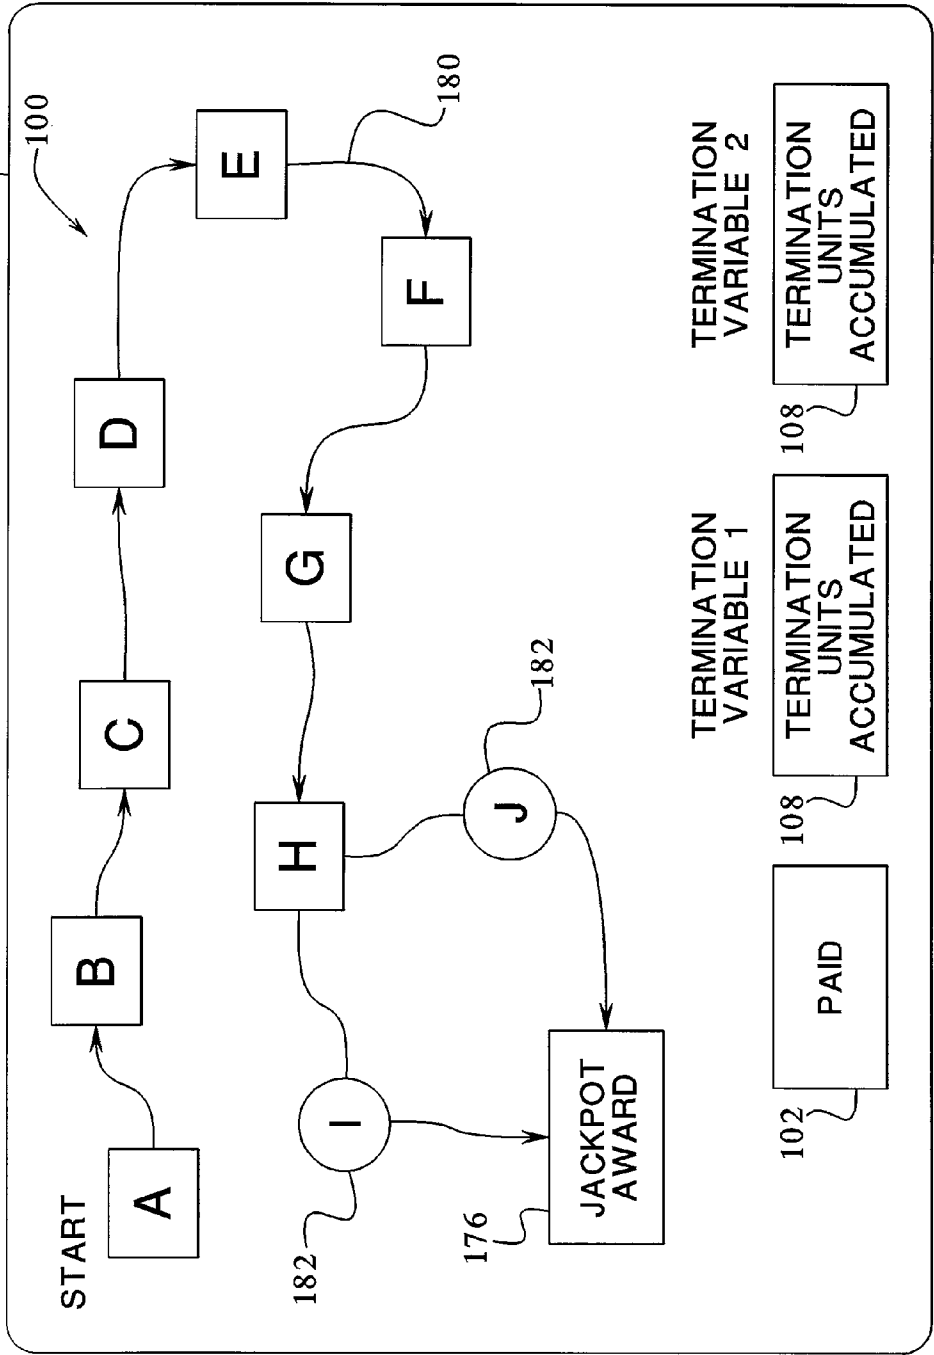 100
START
A
B
C
D
E
180
F
G
H
I
182
J
182
JACKPOT
AWARD
176
TERMINATION
VARIABLE 1
TERMINATION
VARIABLE 2
PAID
102
TERMINATION
UNITS
ACCUMULATED
108
TERMINATION
UNITS
ACCUMULATED
108